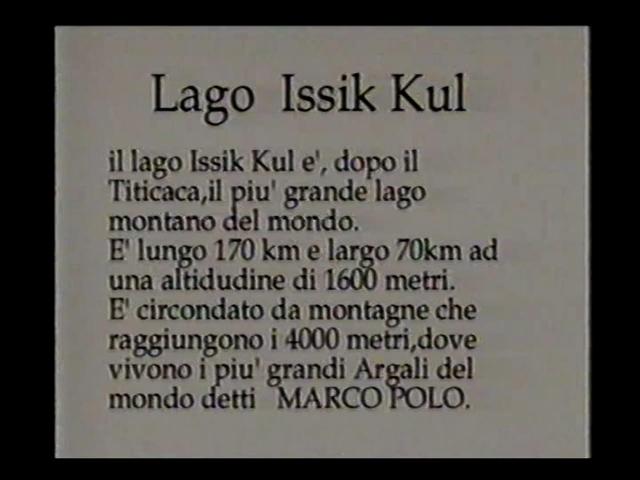 Lago Issik Kul
il lago Issik Kul e', dopo il
Titicaca,il piu' grande lago
montano del mondo.
E' lungo 170 km e largo 70km ad
una altidudine di 1600 metri.
E' circondato da montagne che
raggiungono i 4000 metri,dove
vivono i piu' grandi Argali del
mondo detti MARCO POLO.